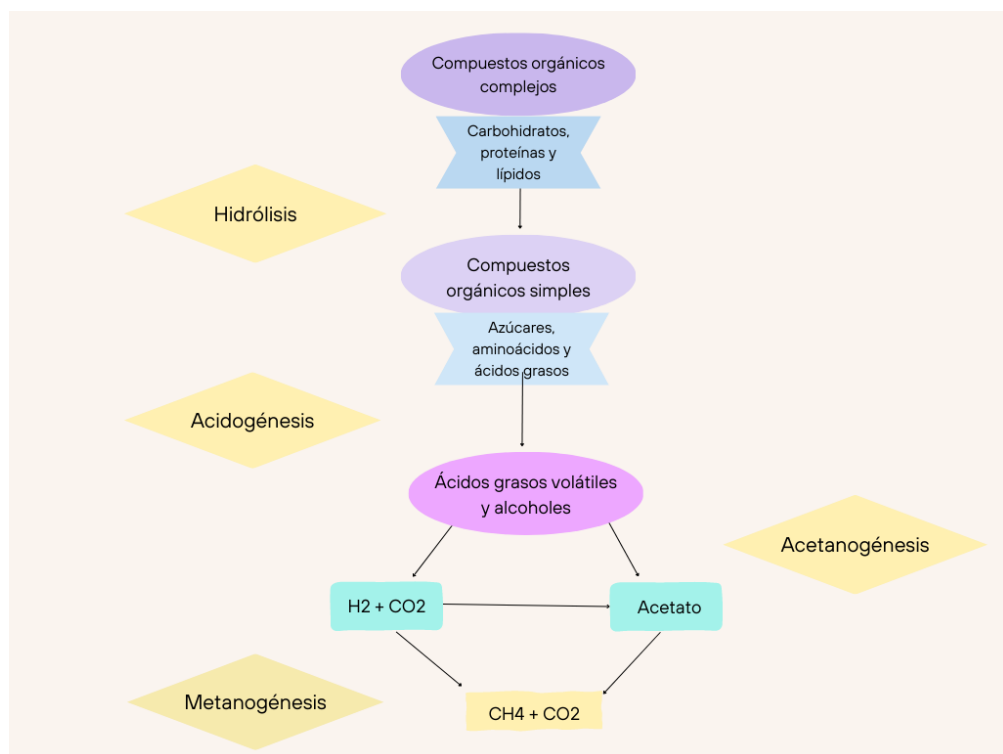 Compuestos orgánicos
complejos
Carbohidratos,
proteínas y
lípidos
Hidrólisis
Compuestos
orgánicos simples
Azúcares,
aminoácidos y
ácidos grasos
Acidogénesis
Ácidos grasos volátiles
y alcoholes
Acetanogénesis
H2 + CO2
Acetato
Metanogénesis
CH4 + CO2